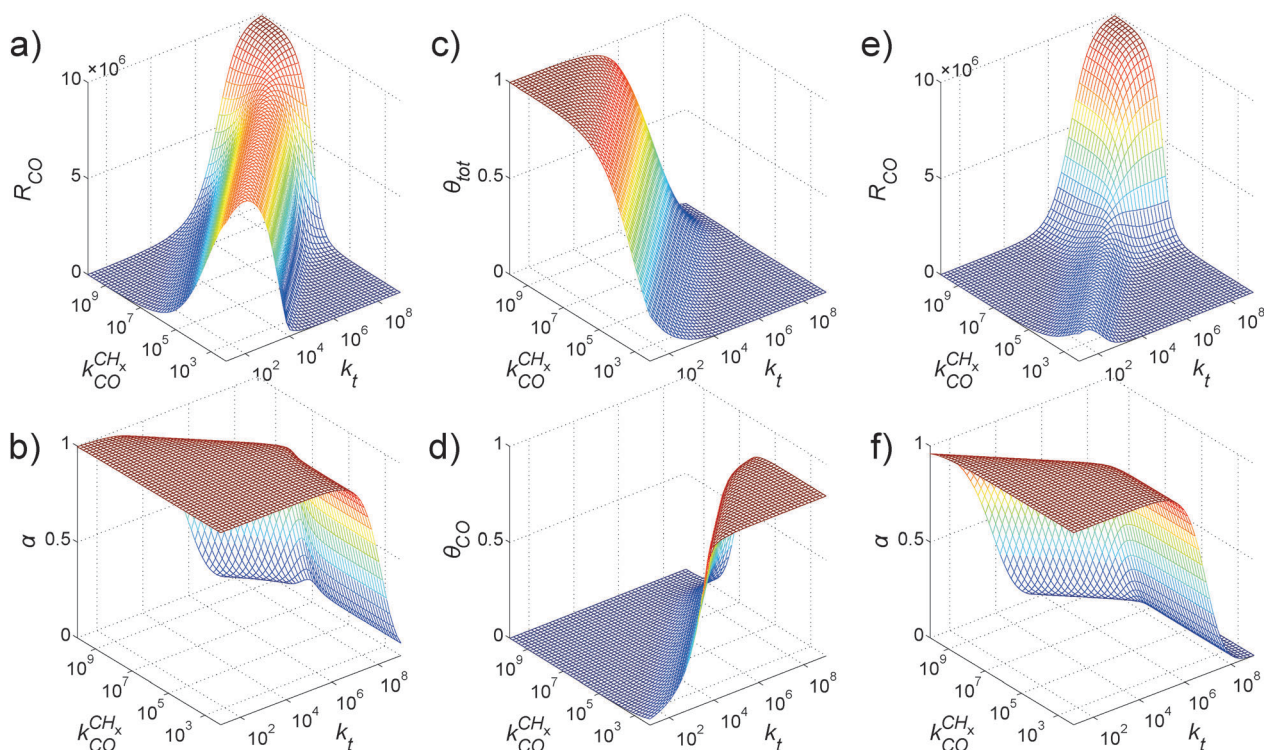 a)
×10⁶
10
5
0
R_CO
10⁹
10⁷
10⁵
10³
k_CO^CHₓ
10²
10⁴
10⁶
10⁸
k_t
c)
1
0.5
0
θ_tot
10⁹
10⁷
10⁵
10³
k_CO^CHₓ
10²
10⁴
10⁶
10⁸
k_t
e)
×10⁶
10
5
0
R_CO
10⁹
10⁷
10⁵
10³
k_CO^CHₓ
10²
10⁴
10⁶
10⁸
k_t
b)
1
0.5
0
α
10⁹
10⁷
10⁵
10³
k_CO^CHₓ
10²
10⁴
10⁶
10⁸
k_t
d)
1
0.5
0
θ_CO
10⁹
10⁷
10⁵
10³
k_CO^CHₓ
10²
10⁴
10⁶
10⁸
k_t
f)
1
0.5
0
α
10⁹
10⁷
10⁵
10³
k_CO^CHₓ
10²
10⁴
10⁶
10⁸
k_t